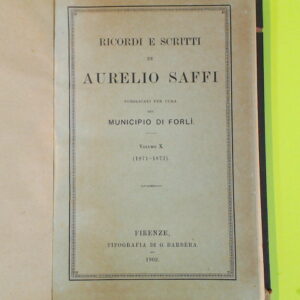 RICORDI E SCRITTI
DI
AURELIO SAFFI
PUBBLICATI PER CURA
DEL
MUNICIPIO DI FORLÌ.
VOLUME X
(1871-1873).
FIRENZE,
TIPOGRAFIA DI G. BARBÈRA.
1902.